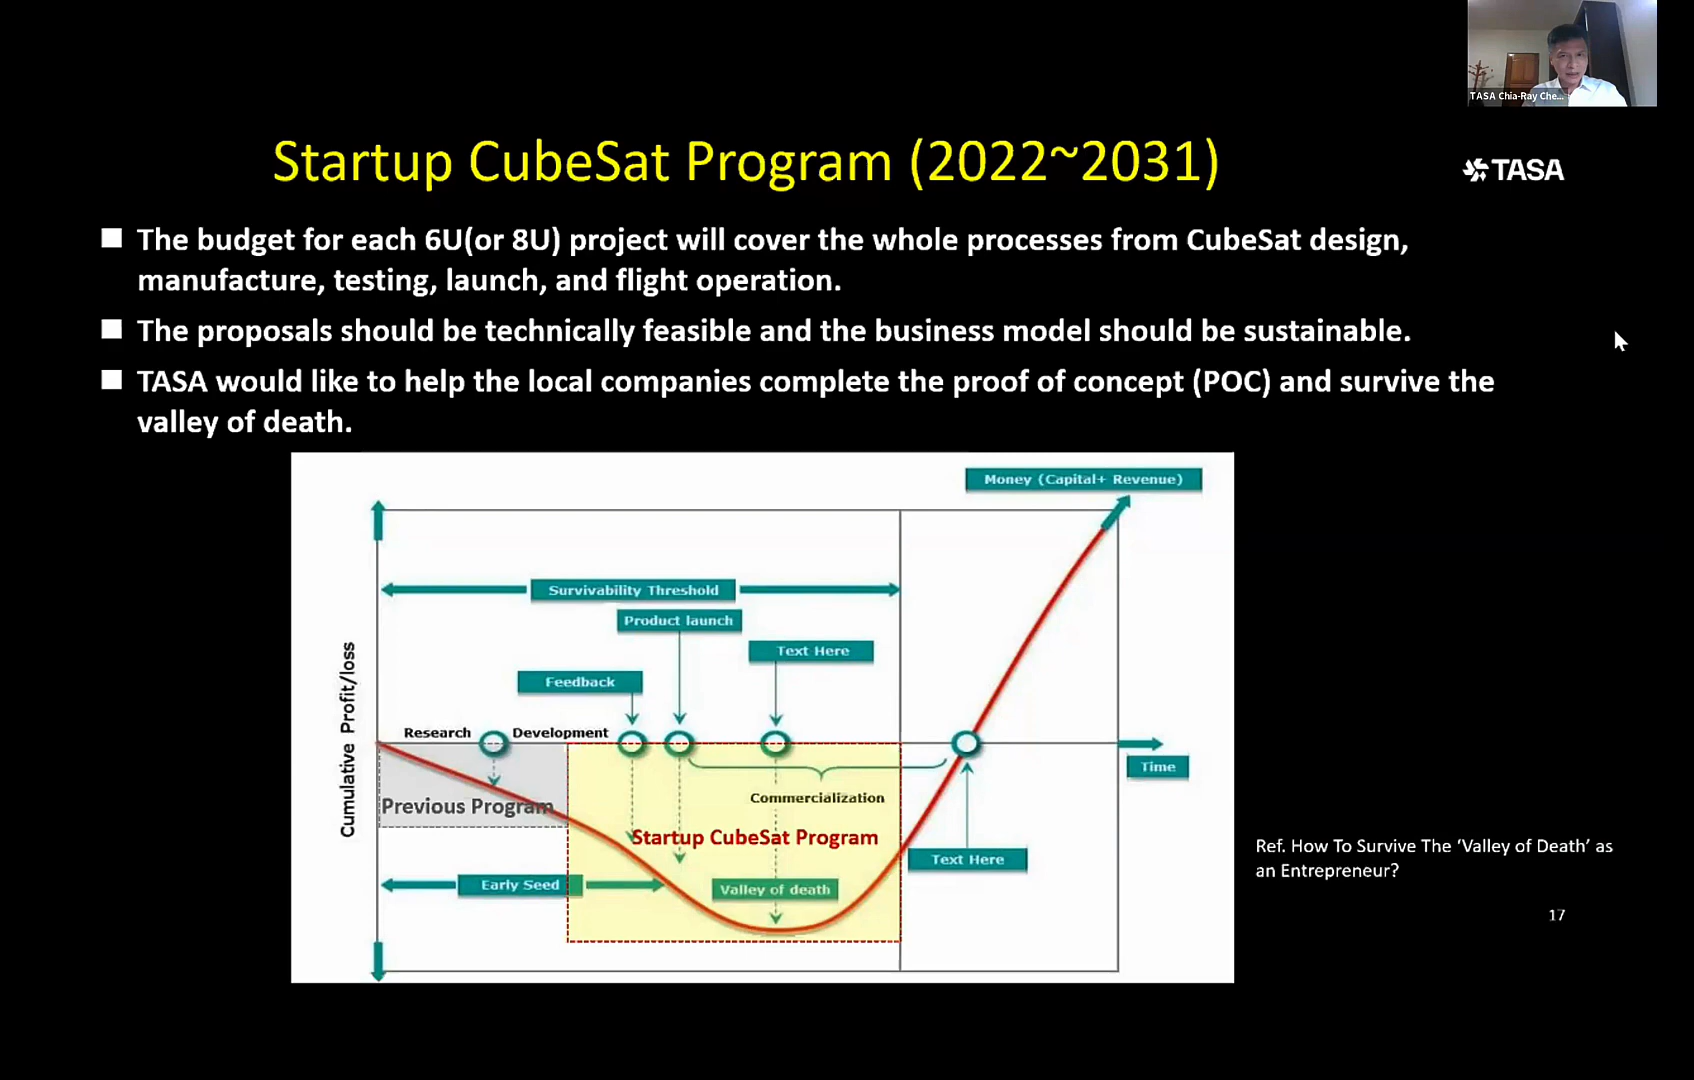 TASA Chia-Ray Che...
Startup CubeSat Program (2022~2031)
TASA
The budget for each 6U(or 8U) project will cover the whole processes from CubeSat design,
manufacture, testing, launch, and flight operation.
The proposals should be technically feasible and the business model should be sustainable.
TASA would like to help the local companies complete the proof of concept (POC) and survive the
valley of death.
Money (Capital+ Revenue)
Survivability Threshold
Product launch
Text Here
Feedback
Research
Development
Cumulative Profit/loss
Time
Previous Program
Commercialization
Startup CubeSat Program
Text Here
Early Seed
Valley of death
Ref. How To Survive The ‘Valley of Death’ as
an Entrepreneur?
17